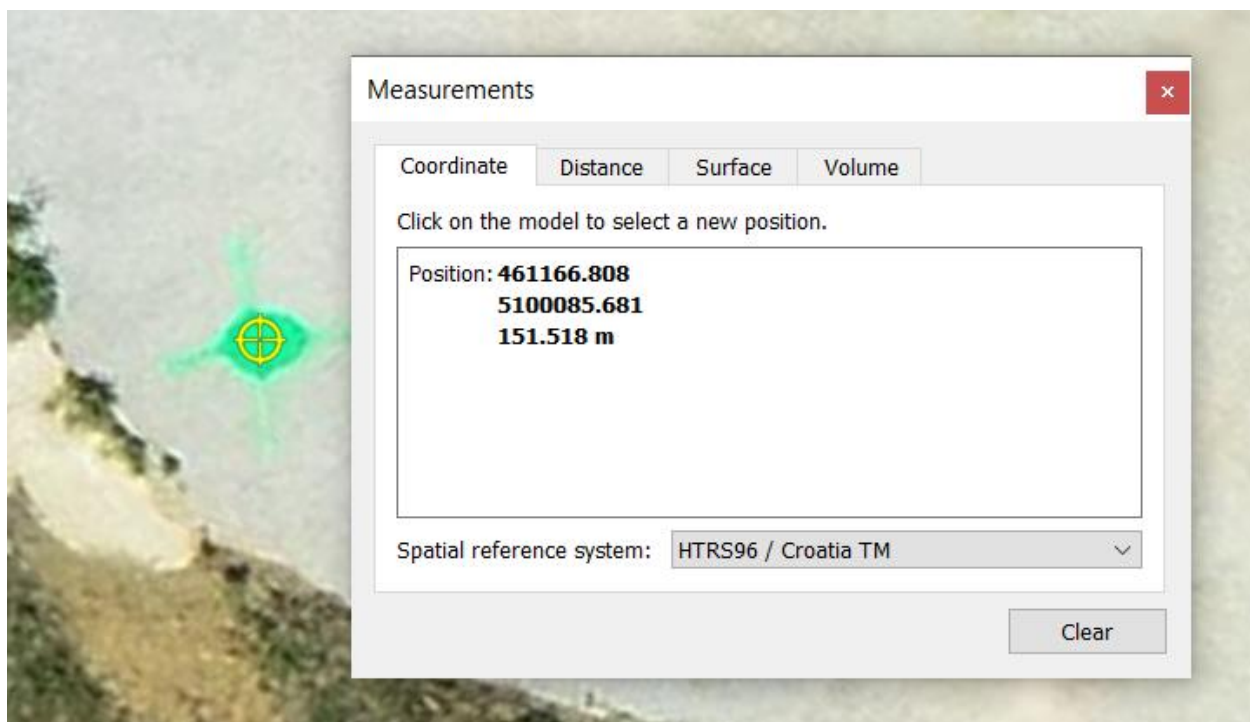 Measurements
Coordinate Distance Surface Volume
Click on the model to select a new position.
Position: 461166.808
5100085.681
151.518 m
Spatial reference system: HTRS96 / Croatia TM
Clear